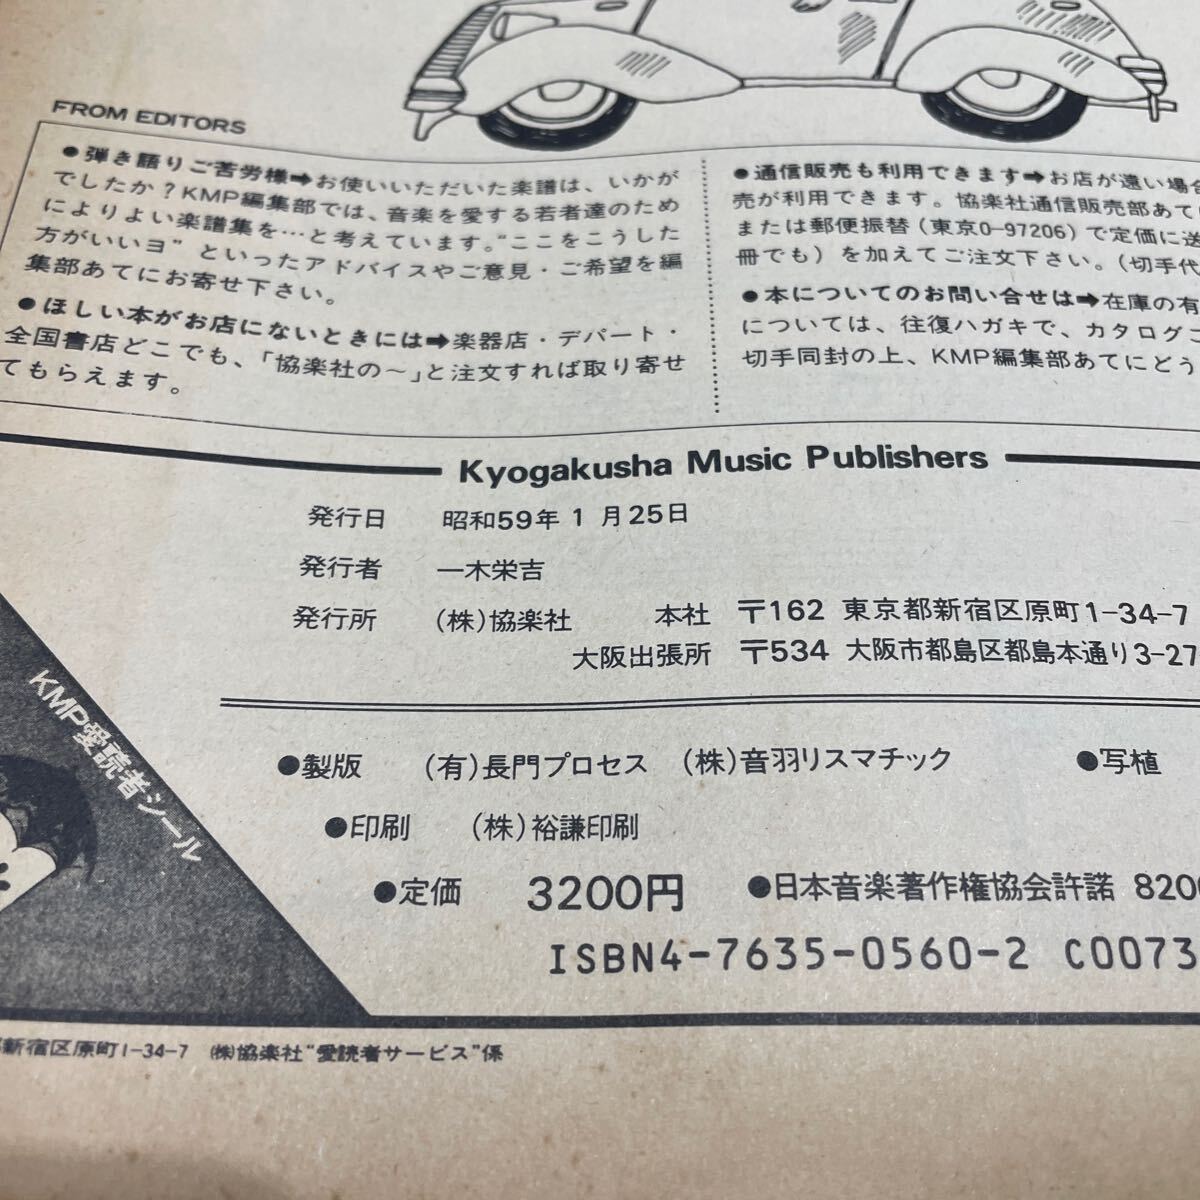 FROM EDITORS
●弾き語りご苦労様➡お使いいただいた楽譜は、いかが
でしたか？KMP編集部では、音楽を愛する若者達のため
によりよい楽譜集を…と考えています。“ここをこうした
方がいいヨ”といったアドバイスやご意見・ご希望を編
集部あてにお寄せ下さい。
●ほしい本がお店にないときには➡楽器店・デパート・
全国書店どこでも、「協楽社の〜」と注文すれば取り寄せ
てもらえます。
●通信販売も利用できます➡お店が遠い場合
売が利用できます。協楽社通信販売部あてに
または郵便振替（東京0-97206）で定価に送
冊でも）を加えてご注文下さい。（切手代
●本についてのお問い合せは➡在庫の有
については、往復ハガキで、カタログご
切手同封の上、KMP編集部あてにどう
Kyogakusha Music Publishers
発行日 昭和59年1月25日
発行者 一木栄吉
発行所 （株）協楽社 本社 〒162 東京都新宿区原町1-34-7
大阪出張所 〒534 大阪市都島区都島本通り3-27
●製版 （有）長門プロセス （株）音羽リスマチック ●写植
●印刷 （株）裕謙印刷
●定価 3200円 ●日本音楽著作権協会許諾 8200
ISBN4-7635-0560-2 C0073
KMP愛読者シール
新宿区原町1-34-7 ㈱協楽社“愛読者サービス”係